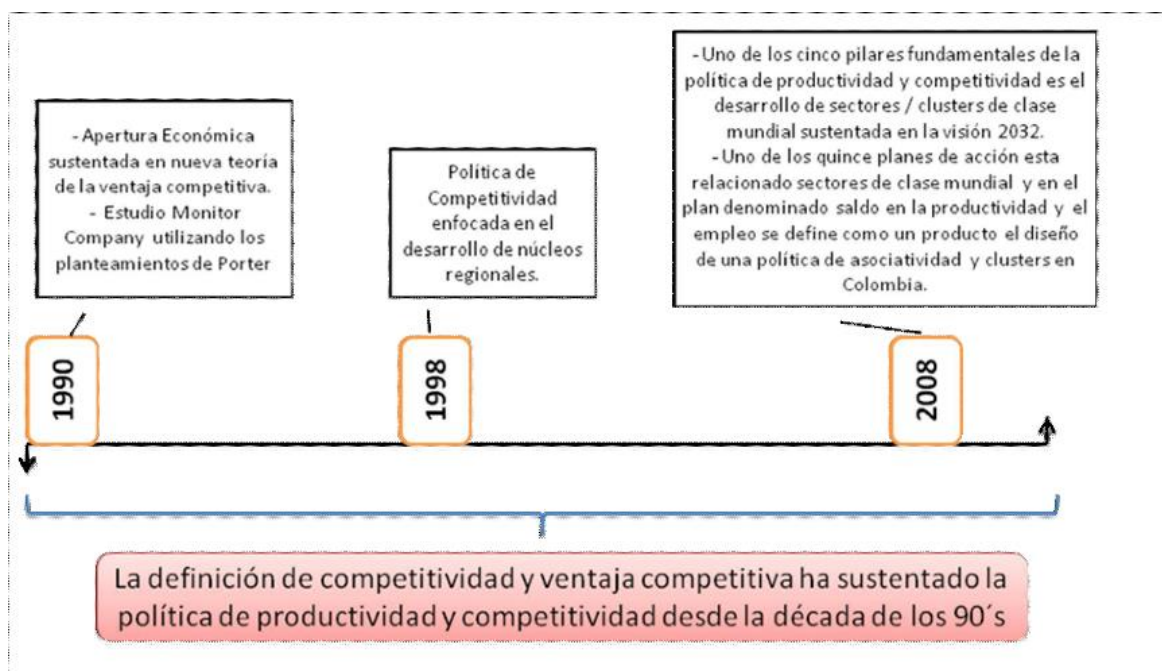 - Apertura Económica
sustentada en nueva teoría
de la ventaja competitiva.
- Estudio Monitor
Company utilizando los
planteamientos de Porter
Política de
Competitividad
enfocada en el
desarrollo de núcleos
regionales.
- Uno de los cinco pilares fundamentales de la
política de productividad y competitividad es el
desarrollo de sectores / clusters de clase
mundial sustentada en la visión 2032.
- Uno de los quince planes de acción esta
relacionado sectores de clase mundial y en el
plan denominado saldo en la productividad y el
empleo se define como un producto el diseño
de una política de asociatividad y clusters en
Colombia.
1990
1998
2008
La definición de competitividad y ventaja competitiva ha sustentado la
política de productividad y competitividad desde la década de los 90´s